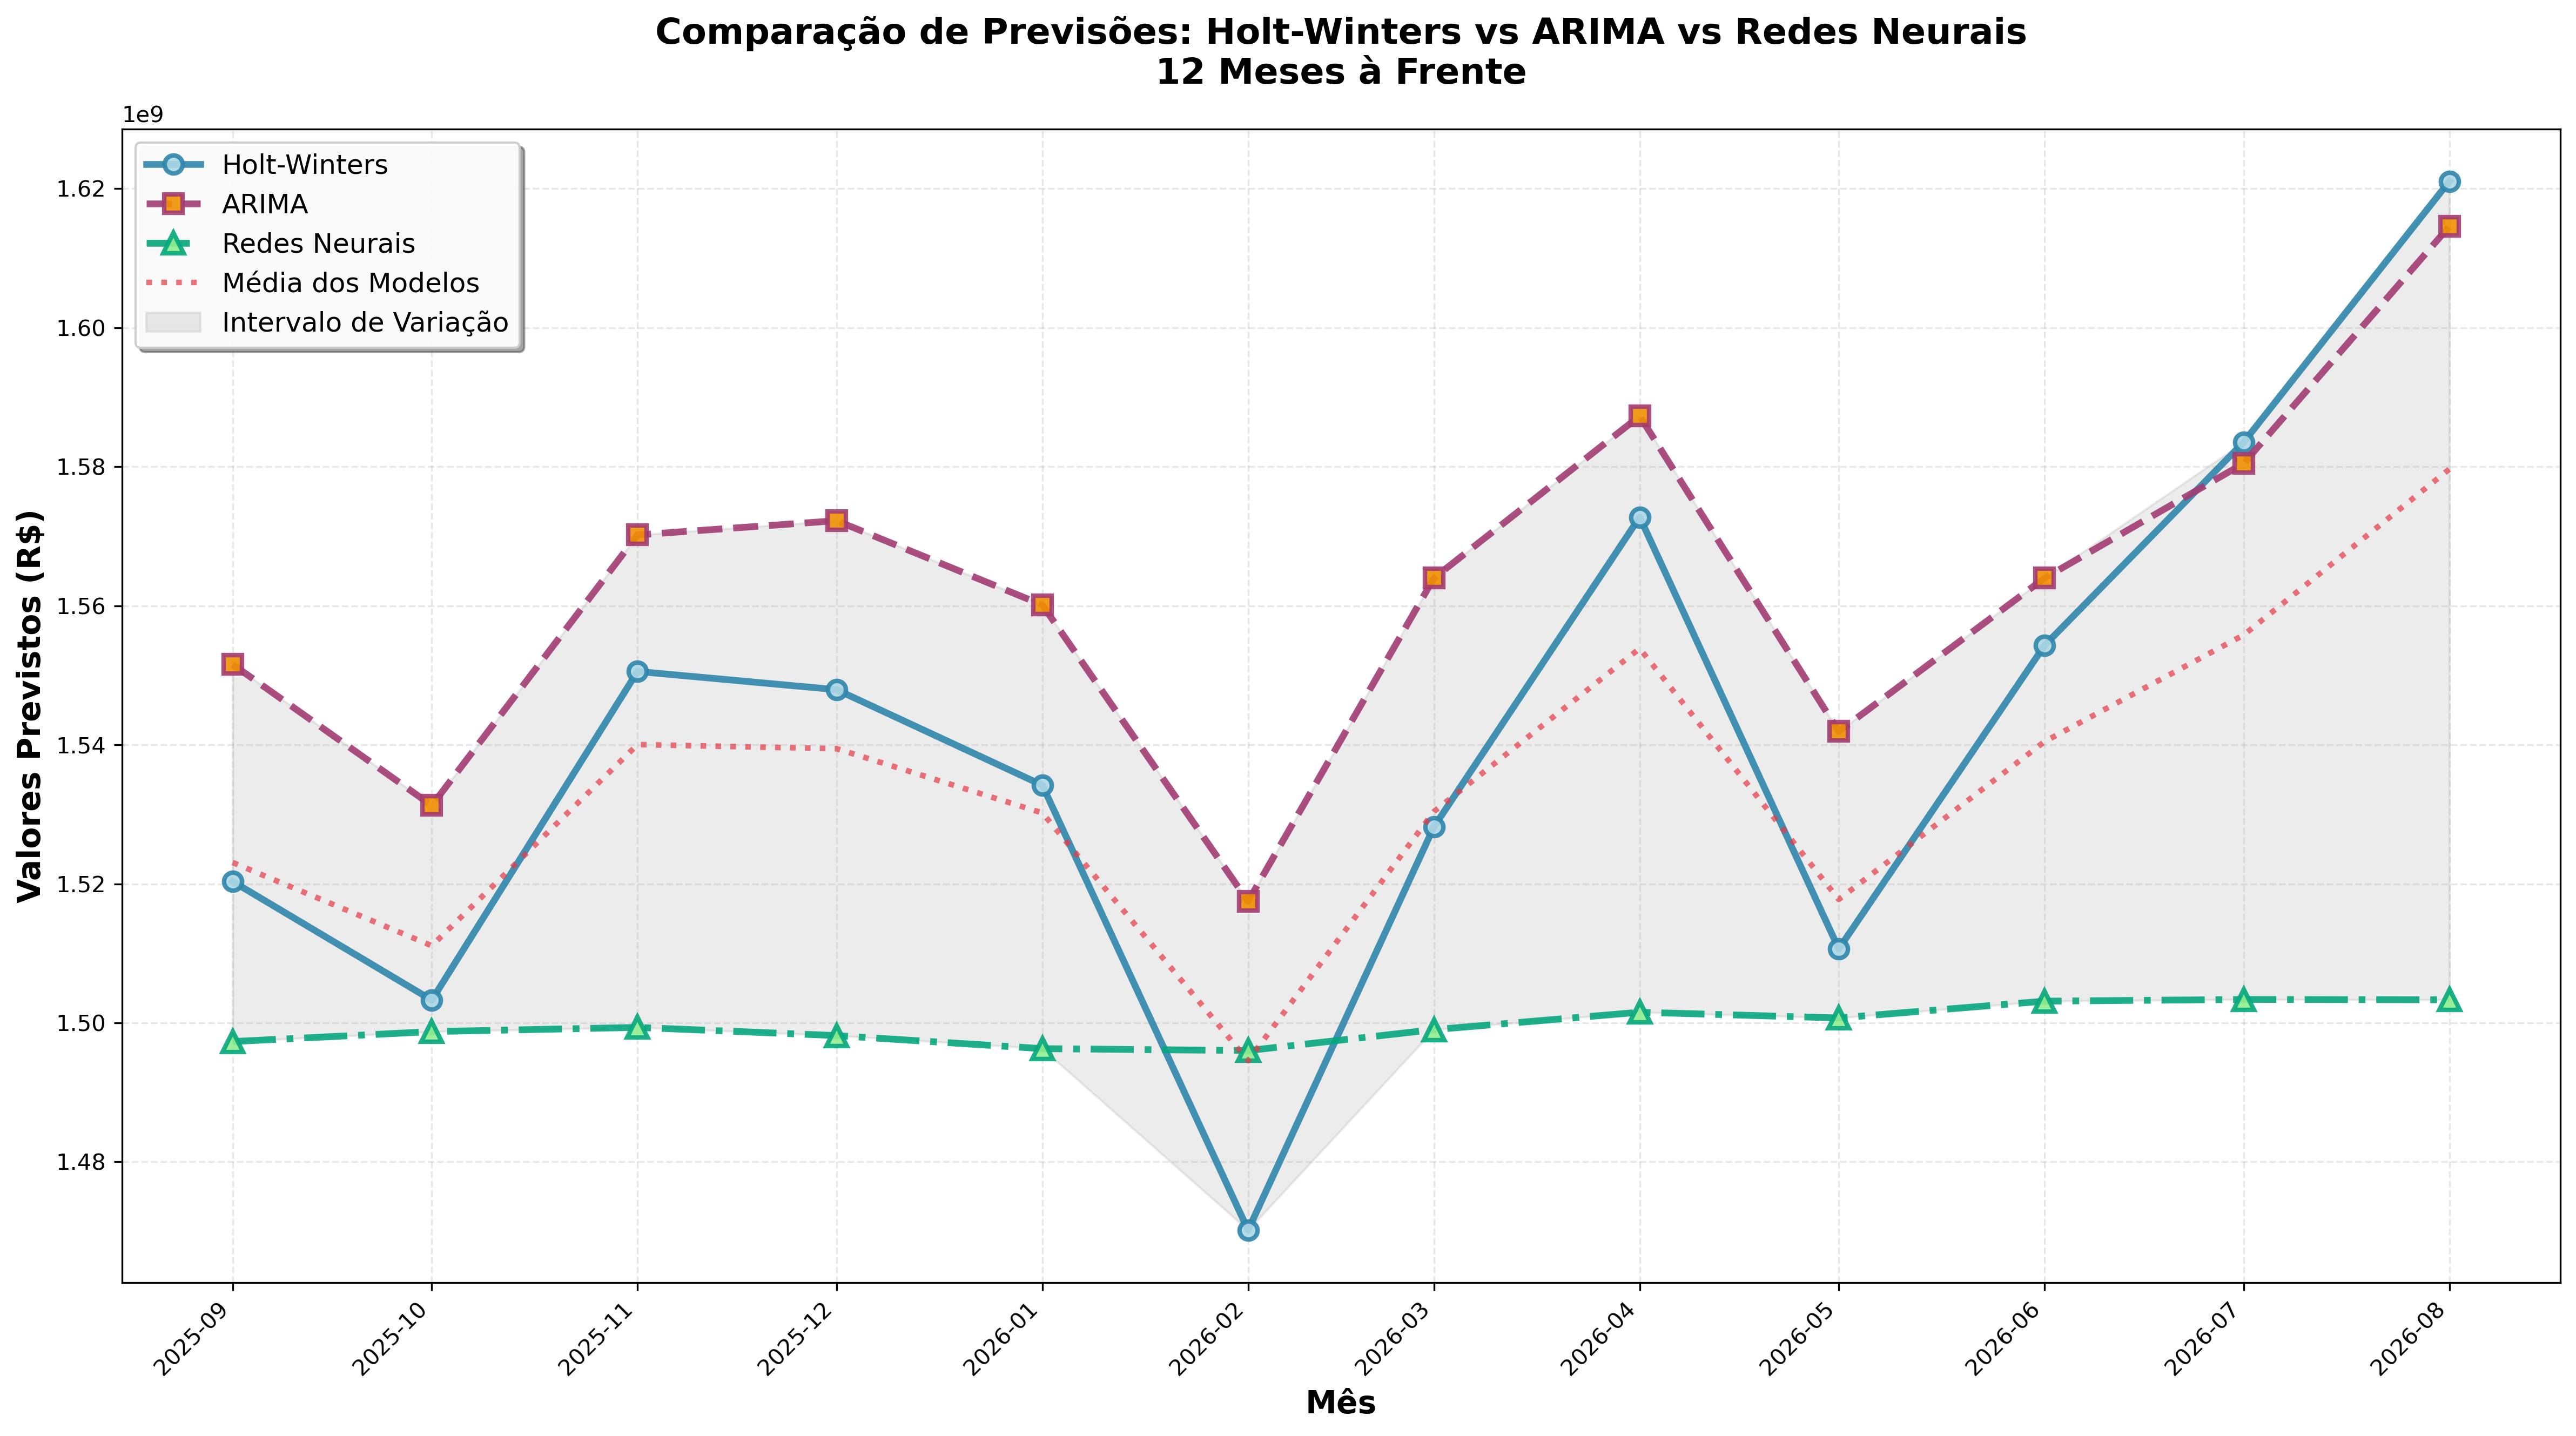 Comparação de Previsões: Holt-Winters vs ARIMA vs Redes Neurais
12 Meses à Frente
1e9
Holt-Winters
ARIMA
Redes Neurais
Média dos Modelos
Intervalo de Variação
1.62
1.60
1.58
1.56
1.54
1.52
1.50
1.48
Valores Previstos (R$)
2025-09
2025-10
2025-11
2025-12
2026-01
2026-02
2026-03
2026-04
2026-05
2026-06
2026-07
2026-08
Mês